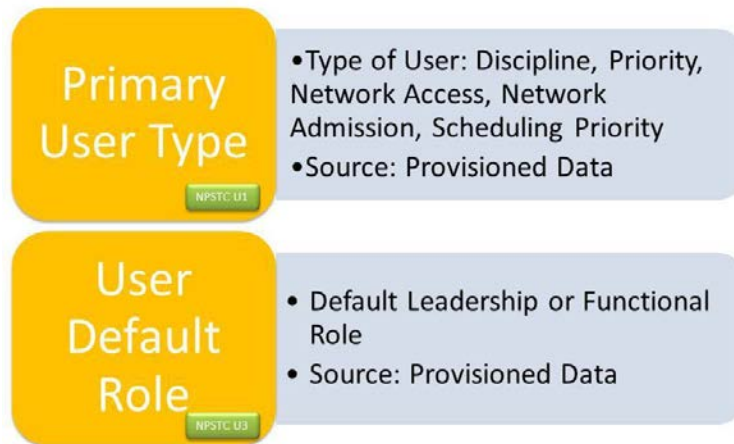 Primary
User Type
NPSTC U1
•Type of User: Discipline, Priority,
Network Access, Network
Admission, Scheduling Priority
•Source: Provisioned Data
User
Default
Role
NPSTC U3
• Default Leadership or Functional
Role
• Source: Provisioned Data